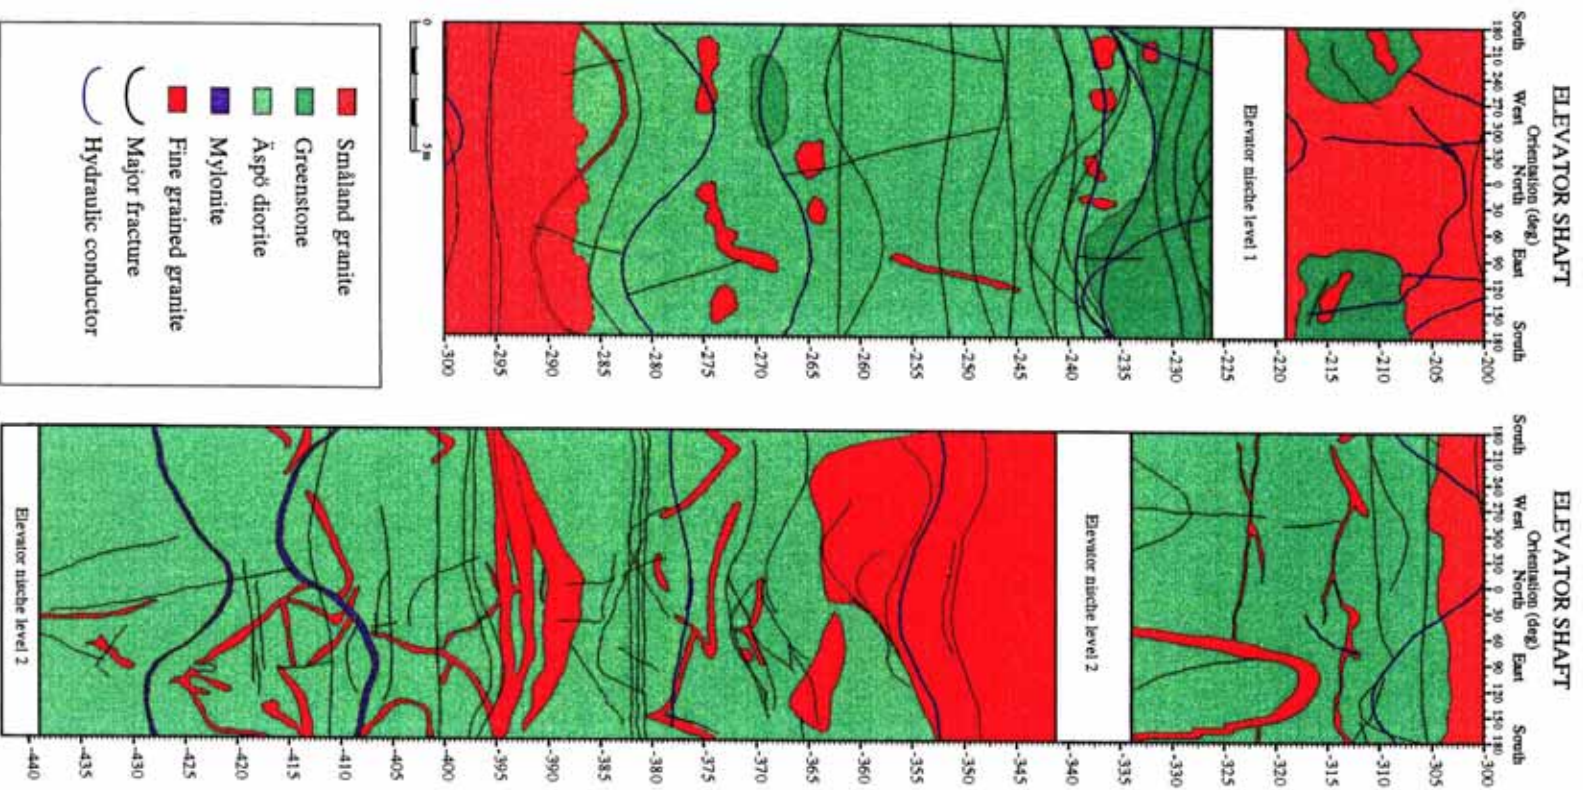 ELEVATOR SHAFT
Orientation (deg)
South West North East South
180 210 240 270 300 330 0 30 60 90 120 150 180
-200
-205
-210
-215
-220
Elevator nische level 1
-225
-230
-235
-240
-245
-250
-255
-260
-265
-270
-275
-280
-285
-290
-295
-300
0 5 m
Småland granite
Greenstone
Äspö diorite
Mylonite
Fine grained granite
Major fracture
Hydraulic conductor
ELEVATOR SHAFT
Orientation (deg)
South West North East South
180 210 240 270 300 330 0 30 60 90 120 150 180
-300
-305
-310
-315
-320
-325
-330
-335
Elevator nische level 2
-340
-345
-350
-355
-365
-370
-375
-380
-385
-390
-395
-400
-405
-410
-415
-420
-425
-430
-435
-440
Elevator nische level 2